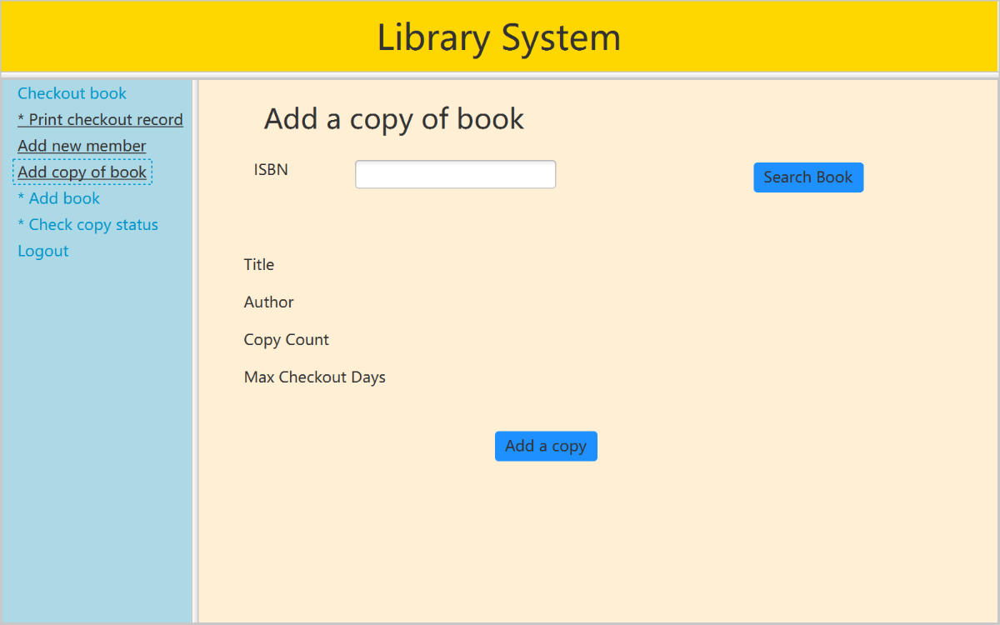 Library System
Checkout book
* Print checkout record
Add new member
Add copy of book
* Add book
* Check copy status
Logout
Add a copy of book
ISBN
Search Book
Title
Author
Copy Count
Max Checkout Days
Add a copy